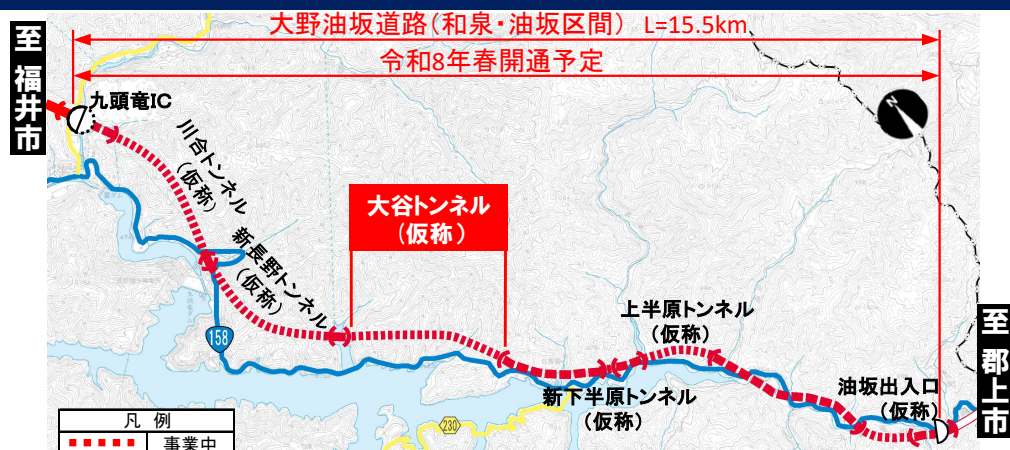 大野油坂道路(和泉・油坂区間) L=15.5km
令和8年春開通予定
至 福井市
九頭竜IC
川合トンネル
(仮称)
大谷トンネル
(仮称)
新長野トンネル
(仮称)
158
上半原トンネル
(仮称)
新下半原トンネル
(仮称)
油坂出入口
(仮称)
至 郡上市
230
N
凡 例
事業中